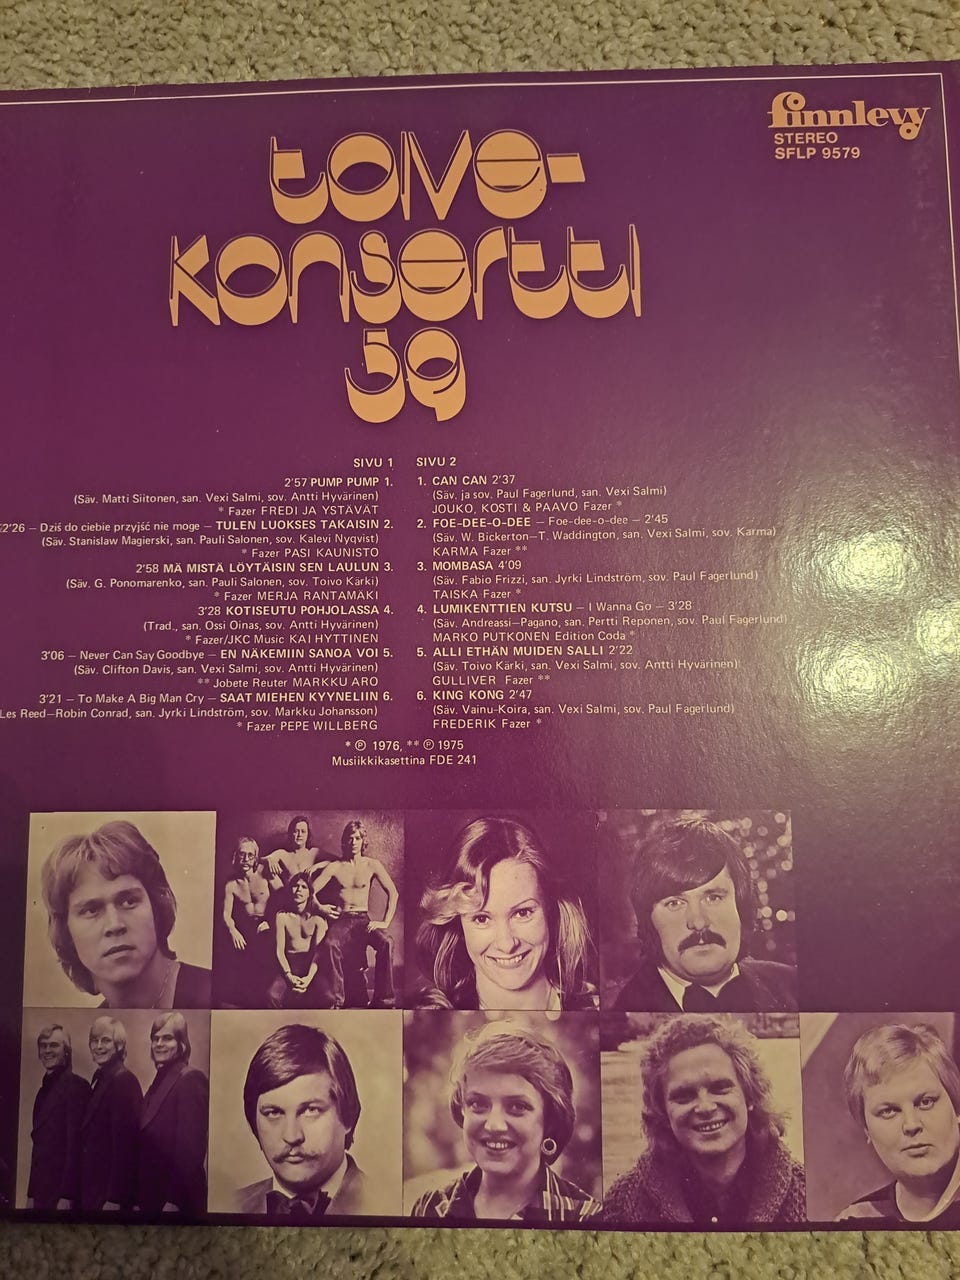 finnlevy
STEREO
SFLP 9579
toive-
konsertti
59
SIVU 1
2'57 PUMP PUMP 1.
(Säv. Matti Siitonen, san. Vexi Salmi, sov. Antti Hyvärinen)
* Fazer FREDI JA YSTÄVÄT
2'26 – Dziś do ciebie przyjść nie moge – TULEN LUOKSES TAKAISIN 2.
(Säv. Stanislaw Magierski, san. Pauli Salonen, sov. Kalevi Nyqvist)
* Fazer PASI KAUNISTO
2'58 MÄ MISTÄ LÖYTÄISIN SEN LAULUN 3.
(Säv. G. Ponomarenko, san. Pauli Salonen, sov. Toivo Kärki)
* Fazer MERJA RANTAMÄKI
3'28 KOTISEUTU POHJOLASSA 4.
(Trad., san. Ossi Oinas, sov. Antti Hyvärinen)
* Fazer/JKC Music KAI HYTTINEN
3'06 – Never Can Say Goodbye – EN NÄKEMIIN SANOA VOI 5.
(Säv. Clifton Davis, san. Vexi Salmi, sov. Antti Hyvärinen)
** Jobete Reuter MARKKU ARO
3'21 – To Make A Big Man Cry – SAAT MIEHEN KYYNELIIN 6.
Les Reed–Robin Conrad, san. Jyrki Lindström, sov. Markku Johansson)
* Fazer PEPE WILLBERG
SIVU 2
1. CAN CAN 2'37
(Säv. ja sov. Paul Fagerlund, san. Vexi Salmi)
JOUKO, KOSTI & PAAVO Fazer *
2. FOE-DEE-O-DEE – Foe-dee-o-dee – 2'45
(Säv. W. Bickerton–T. Waddington, san. Vexi Salmi, sov. Karma)
KARMA Fazer **
3. MOMBASA 4'09
(Säv. Fabio Frizzi, san. Jyrki Lindström, sov. Paul Fagerlund)
TAISKA Fazer *
4. LUMIKENTTIEN KUTSU – I Wanna Go – 3'28
(Säv. Andreassi–Pagano, san. Pertti Reponen, sov. Paul Fagerlund)
MARKO PUTKONEN Edition Coda *
5. ALLI ETHÄN MUIDEN SALLI 2'22
(Säv. Toivo Kärki, san. Vexi Salmi, sov. Antti Hyvärinen)
GULLIVER Fazer **
6. KING KONG 2'47
(Säv. Vainu-Koira, san. Vexi Salmi, sov. Paul Fagerlund)
FREDERIK Fazer *
* ℗ 1976, ** ℗ 1975
Musiikkikasettina FDE 241